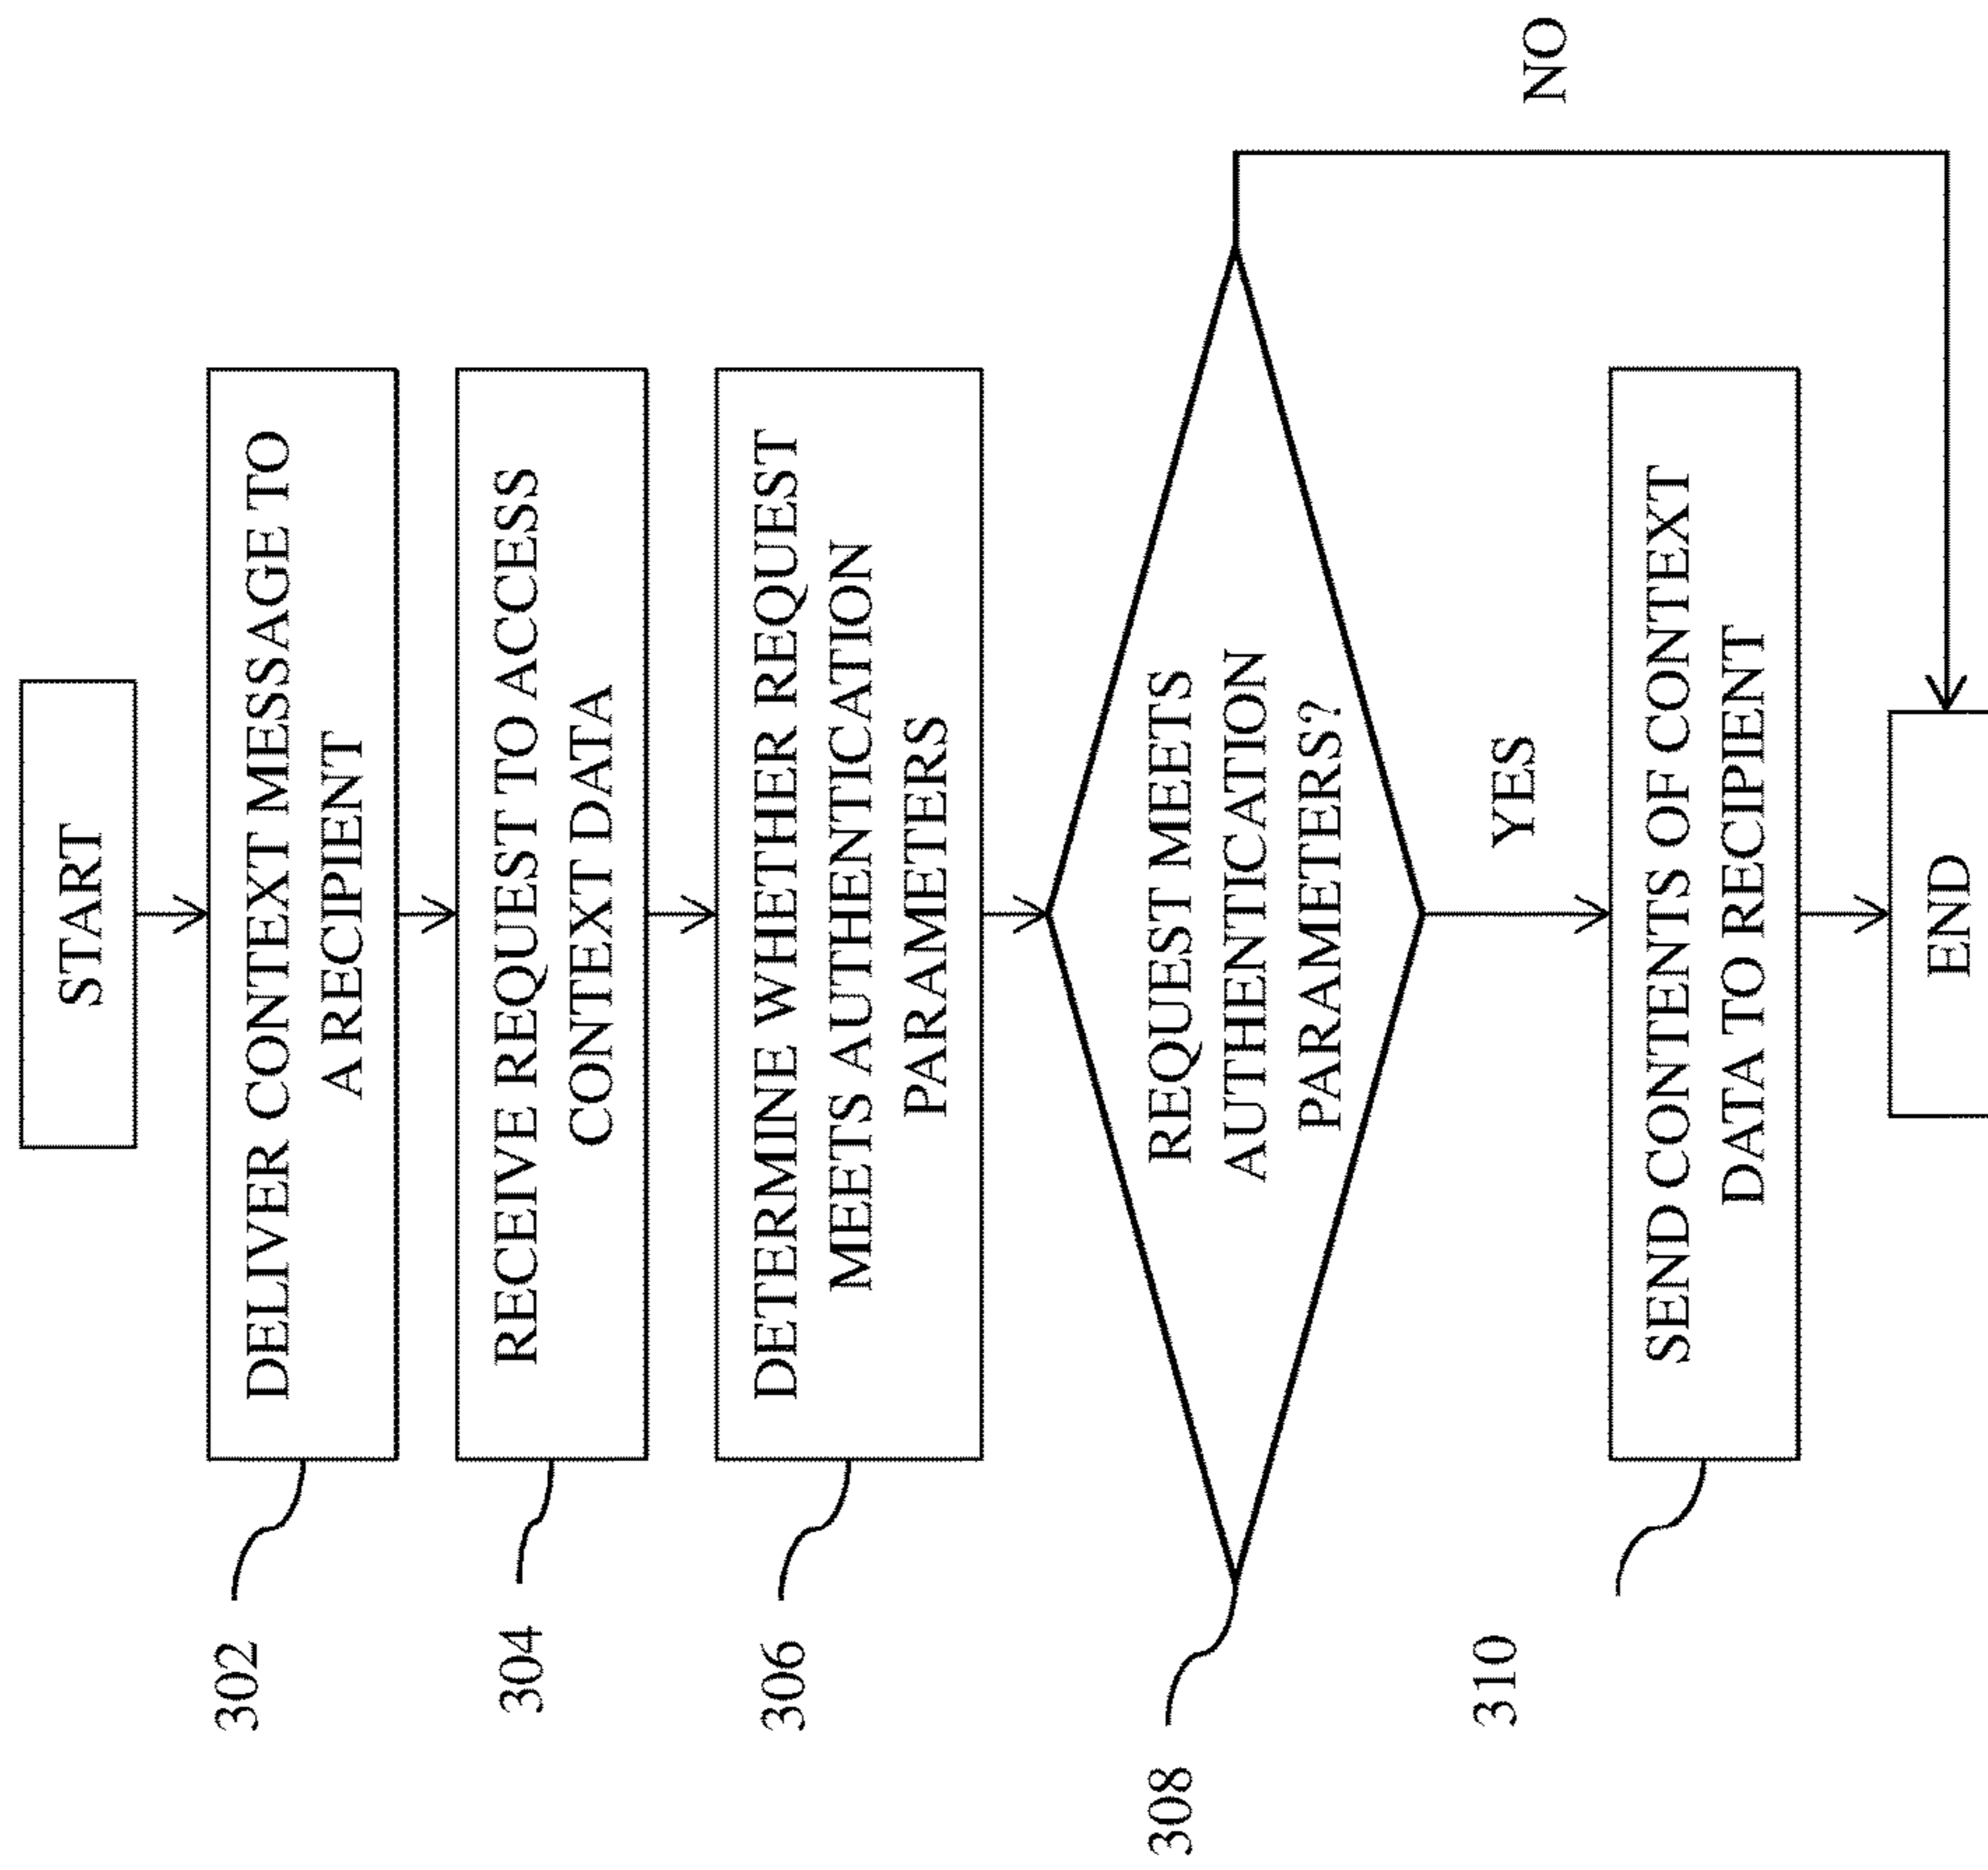 START
302
DELIVER CONTEXT MESSAGE TO
A RECIPIENT
304
RECEIVE REQUEST TO ACCESS
CONTEXT DATA
306
DETERMINE WHETHER REQUEST
MEETS AUTHENTICATION
PARAMETERS
308
REQUEST MEETS
AUTHENTICATION
PARAMETERS?
NO
YES
310
SEND CONTENTS OF CONTEXT
DATA TO RECIPIENT
END